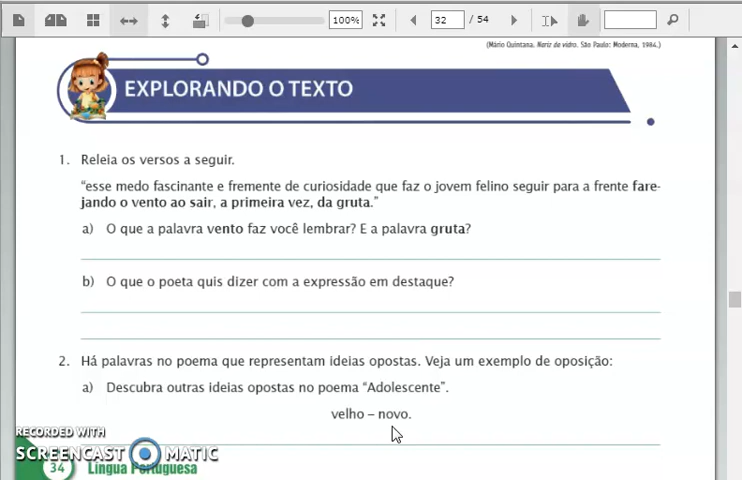 100%
32 / 54
(Mário Quintana, Nariz de vidro. São Paulo: Moderna, 1984.)
EXPLORANDO O TEXTO
1. Releia os versos a seguir.
"esse medo fascinante e fremente de curiosidade que faz o jovem felino seguir para a frente fare-
jando o vento ao sair, a primeira vez, da gruta."
a) O que a palavra vento faz você lembrar? E a palavra gruta?
b) O que o poeta quis dizer com a expressão em destaque?
2. Há palavras no poema que representam ideias opostas. Veja um exemplo de oposição:
a) Descubra outras ideias opostas no poema "Adolescente".
velho – novo.
RECORDED WITH
SCREENCAST MATIC
34 Língua Portuguesa